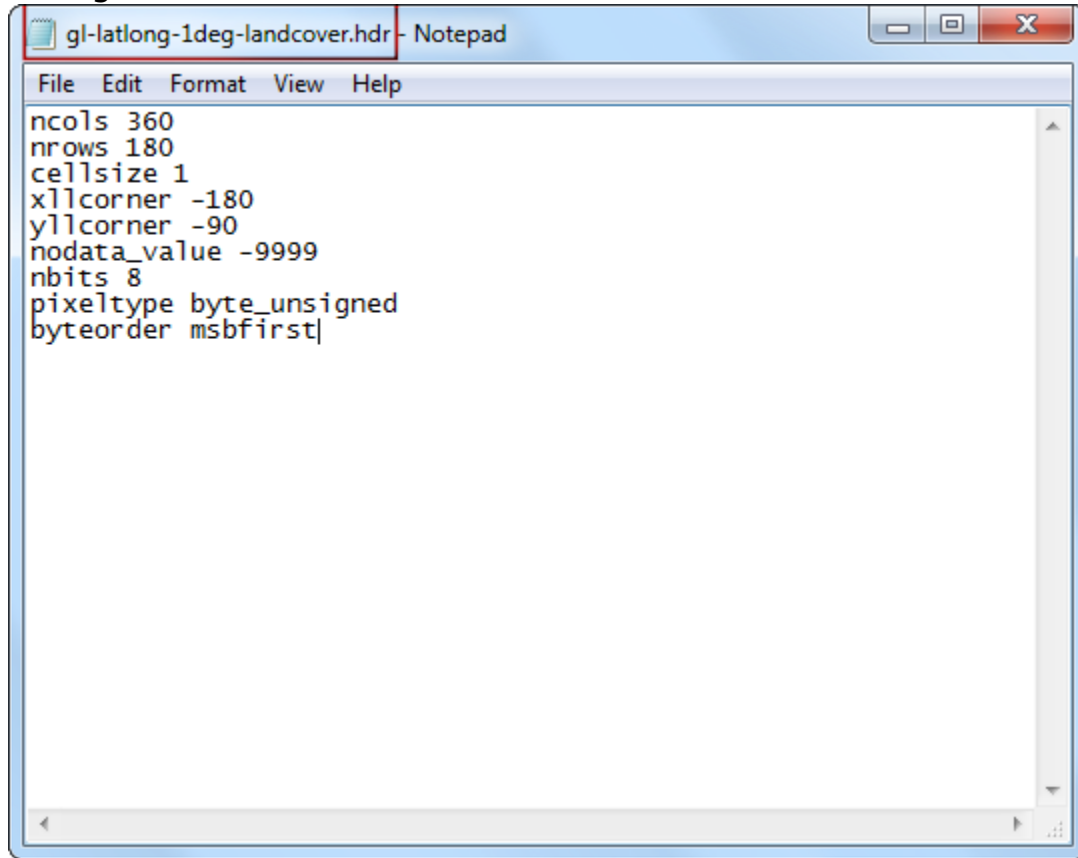 gl-latlong-1deg-landcover.hdr - Notepad
File Edit Format View Help
ncols 360
nrows 180
cellsize 1
xllcorner -180
yllcorner -90
nodata_value -9999
nbits 8
pixeltype byte_unsigned
byteorder msbfirst